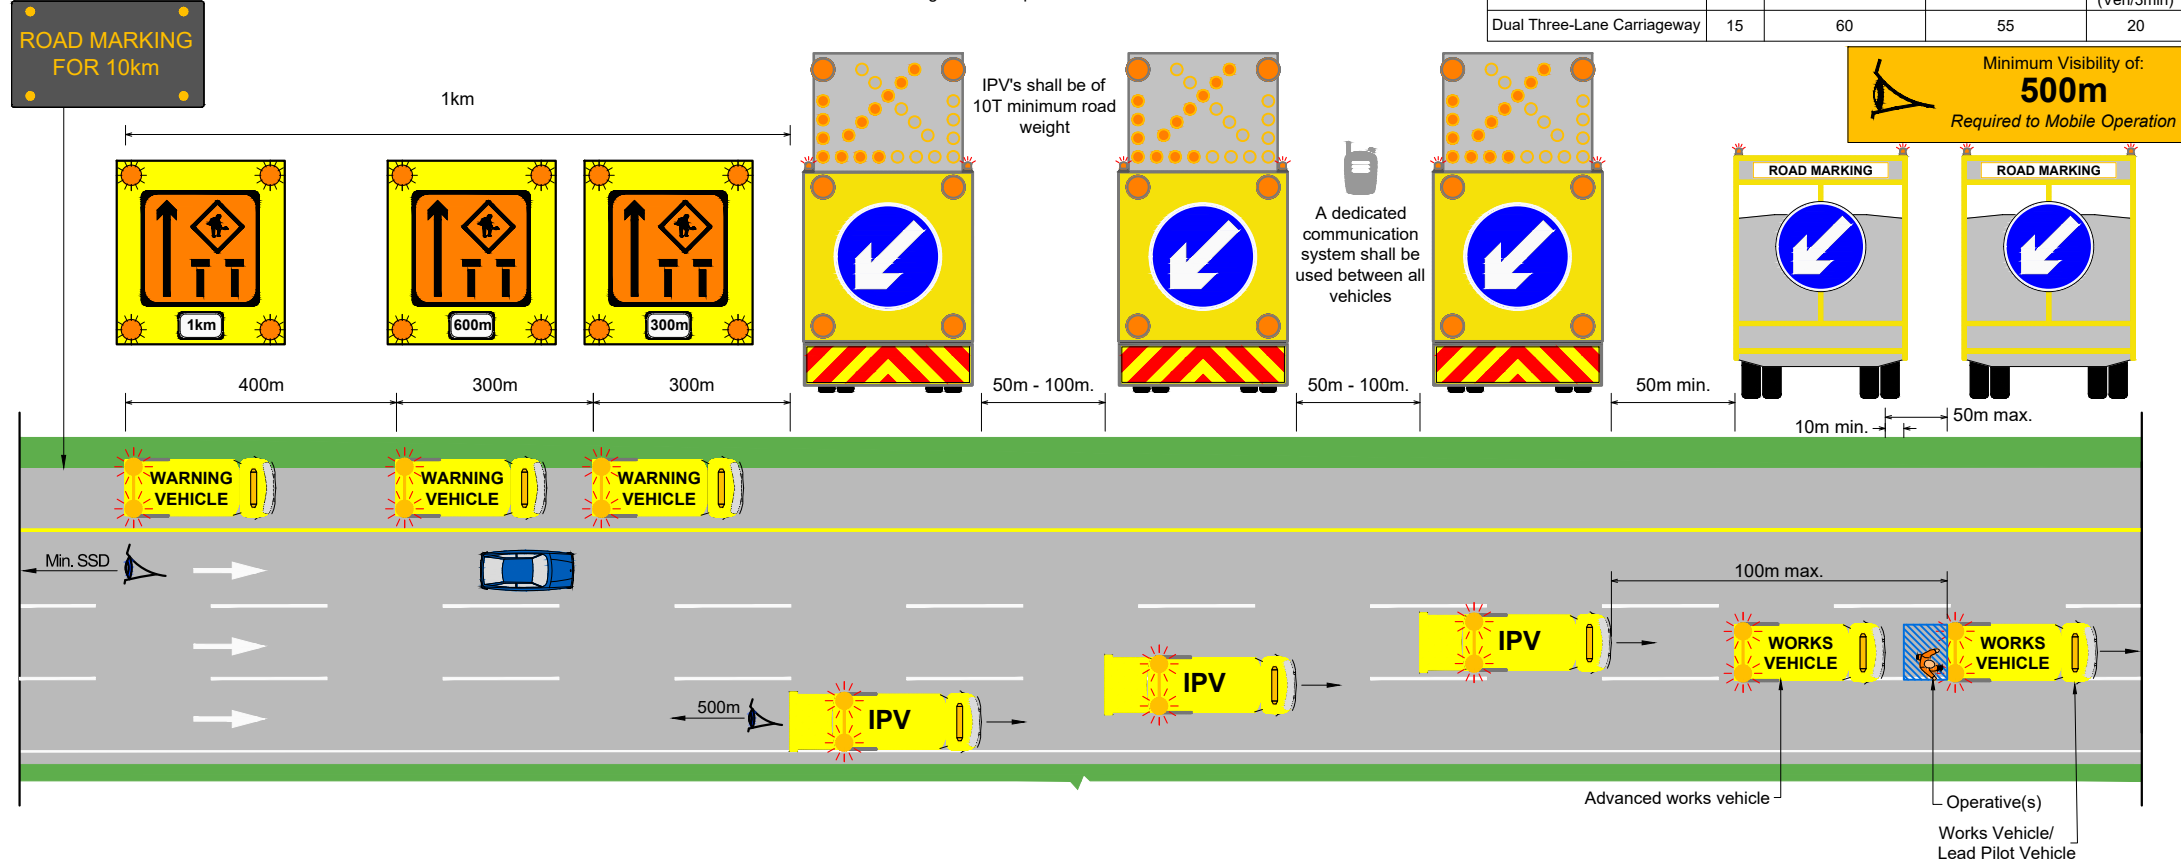 (veh/3min)
Dual Three-Lane Carriageway 15 60 55 20
ROAD MARKING
FOR 10km
Minimum Visibility of:
500m
Required to Mobile Operation
1km
IPV's shall be of
10T minimum road
weight
A dedicated
communication
system shall be
used between all
vehicles
ROAD MARKING
ROAD MARKING
1km
600m
300m
400m
300m
300m
50m - 100m.
50m - 100m.
50m min.
10m min.
50m max.
WARNING
VEHICLE
WARNING
VEHICLE
WARNING
VEHICLE
Min. SSD
100m max.
500m
IPV
IPV
IPV
WORKS
VEHICLE
WORKS
VEHICLE
Advanced works vehicle
Operative(s)
Works Vehicle/
Lead Pilot Vehicle